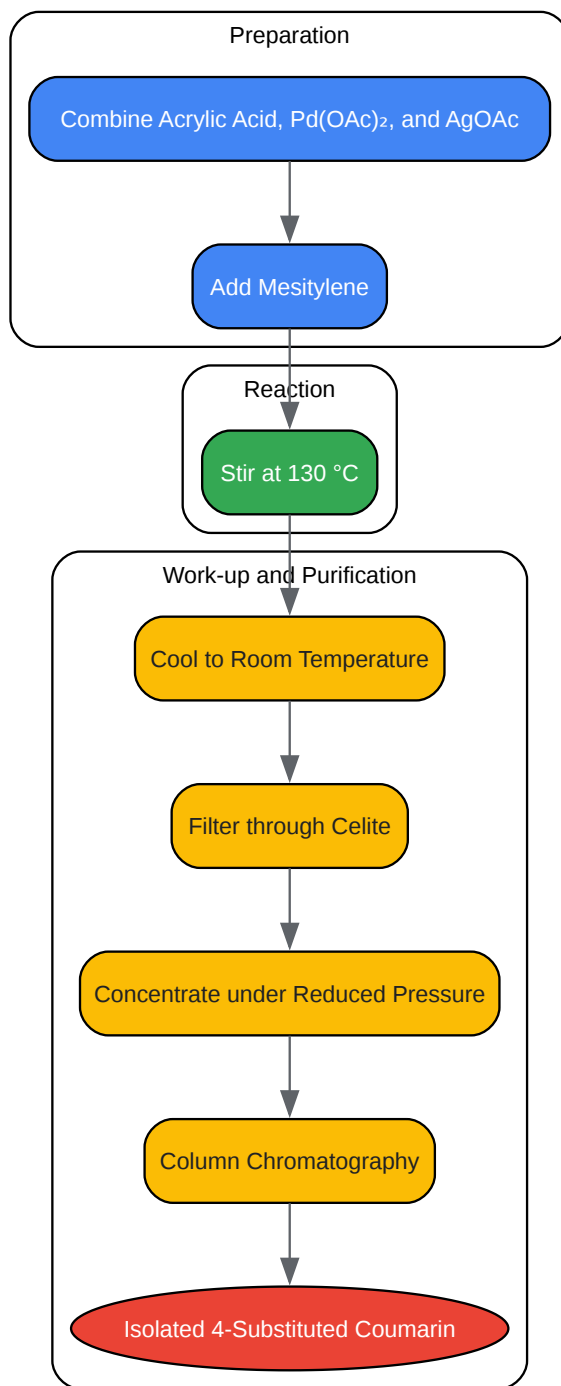 Preparation
Combine Acrylic Acid, Pd(OAc)₂, and AgOAc
Add Mesitylene
Reaction
Stir at 130 °C
Work-up and Purification
Cool to Room Temperature
Filter through Celite
Concentrate under Reduced Pressure
Column Chromatography
Isolated 4-Substituted Coumarin